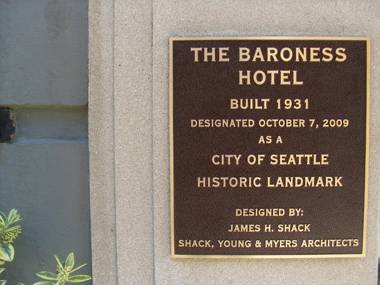 THE BARONESS
HOTEL
BUILT 1931
DESIGNATED OCTOBER 7, 2009
AS A
CITY OF SEATTLE
HISTORIC LANDMARK
DESIGNED BY:
JAMES H. SHACK
SHACK, YOUNG & MYERS ARCHITECTS